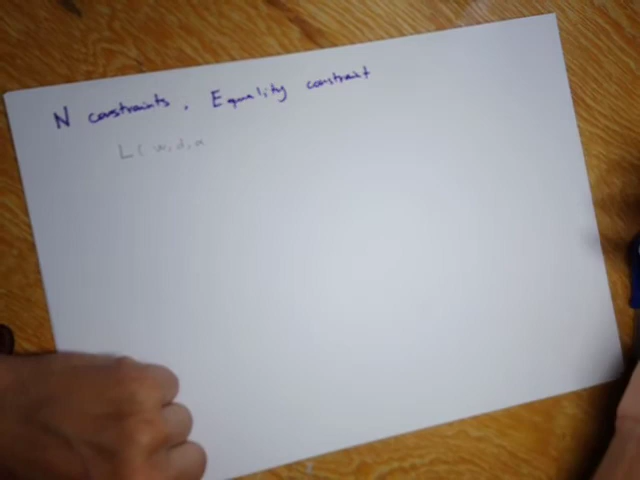 N constraints, Equality constraint
L( w, d, a